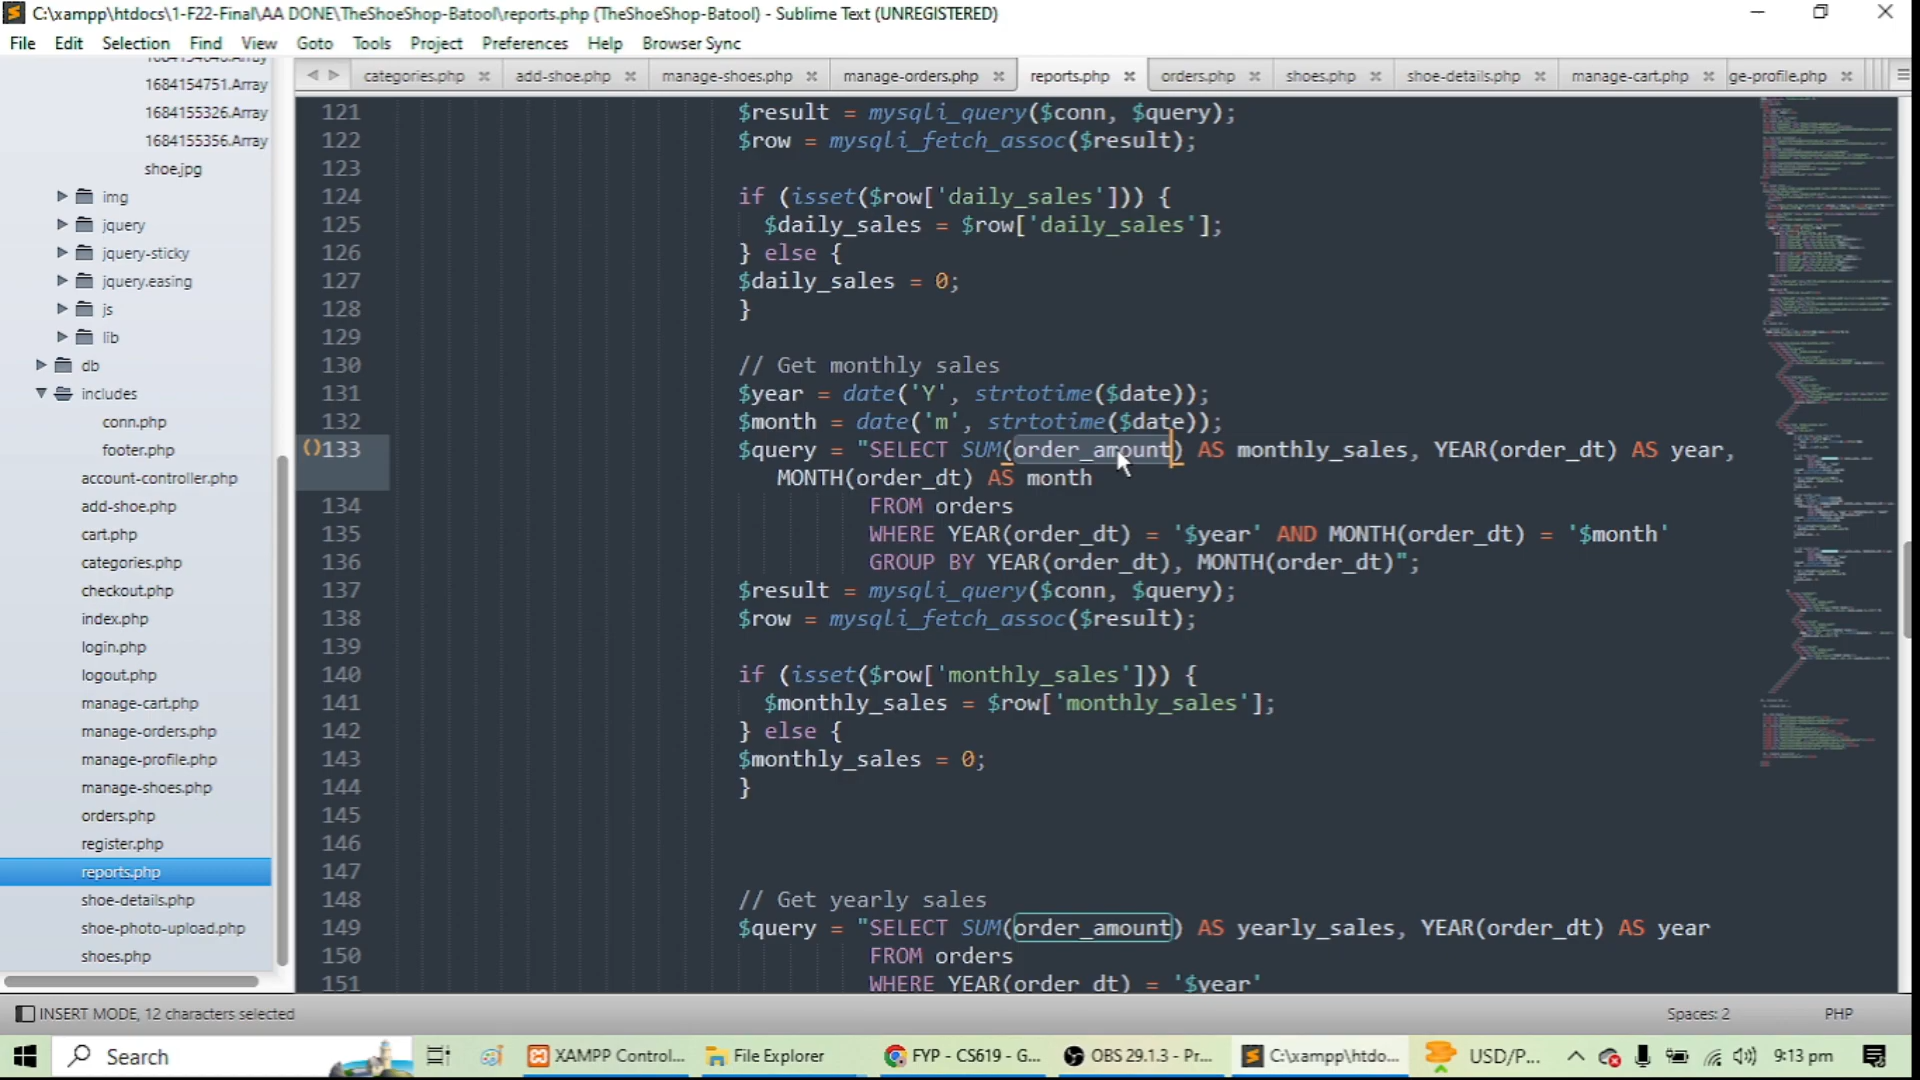 C:\xampp\htdocs\1-F22-Final\AA DONE\TheShoeShop-Batool\reports.php (TheShoeShop-Batool) - Sublime Text (UNREGISTERED)
File Edit Selection Find View Goto Tools Project Preferences Help Browser Sync
categories.php add-shoe.php manage-shoes.php manage-orders.php reports.php orders.php shoes.php shoe-details.php manage-cart.php ge-profile.php
1684154751.Array
1684155326.Array
1684155356.Array
shoe.jpg
img
jquery
jquery-sticky
jquery.easing
js
lib
db
includes
conn.php
footer.php
account-controller.php
add-shoe.php
cart.php
categories.php
checkout.php
index.php
login.php
logout.php
manage-cart.php
manage-orders.php
manage-profile.php
manage-shoes.php
orders.php
register.php
reports.php
shoe-details.php
shoe-photo-upload.php
shoes.php
121 $result = mysqli_query($conn, $query);
122 $row = mysqli_fetch_assoc($result);
123
124 if (isset($row['daily_sales'])) {
125 $daily_sales = $row['daily_sales'];
126 } else {
127 $daily_sales = 0;
128 }
129
130 // Get monthly sales
131 $year = date('Y', strtotime($date));
132 $month = date('m', strtotime($date));
133 $query = "SELECT SUM(order_amount) AS monthly_sales, YEAR(order_dt) AS year,
MONTH(order_dt) AS month
134 FROM orders
135 WHERE YEAR(order_dt) = '$year' AND MONTH(order_dt) = '$month'
136 GROUP BY YEAR(order_dt), MONTH(order_dt)";
137 $result = mysqli_query($conn, $query);
138 $row = mysqli_fetch_assoc($result);
139
140 if (isset($row['monthly_sales'])) {
141 $monthly_sales = $row['monthly_sales'];
142 } else {
143 $monthly_sales = 0;
144 }
145
146
147
148 // Get yearly sales
149 $query = "SELECT SUM(order_amount) AS yearly_sales, YEAR(order_dt) AS year
150 FROM orders
151 WHERE YEAR(order_dt) = '$year'
INSERT MODE, 12 characters selected Spaces: 2 PHP
Search XAMPP Control... File Explorer FYP - CS619 - G... OBS 29.1.3 - Pr... C:\xampp\htdo... USD/P... 9:13 pm